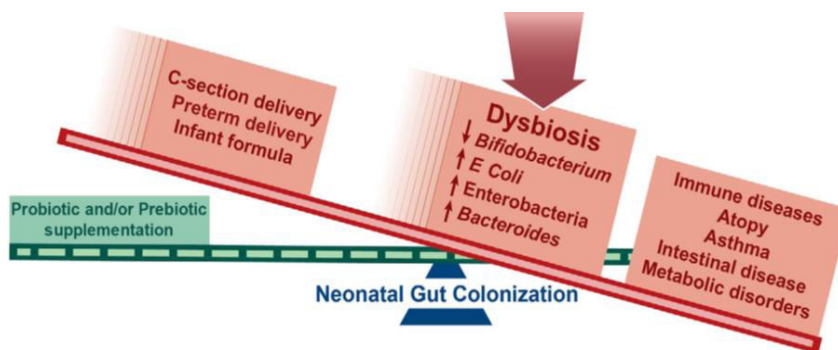 C-section delivery
Preterm delivery
Infant formula
Dysbiosis
↓ Bifidobacterium
↑ E Coli
↑ Enterobacteria
↑ Bacteroides
Immune diseases
Atopy
Asthma
Intestinal disease
Metabolic disorders
Probiotic and/or Prebiotic
supplementation
Neonatal Gut Colonization